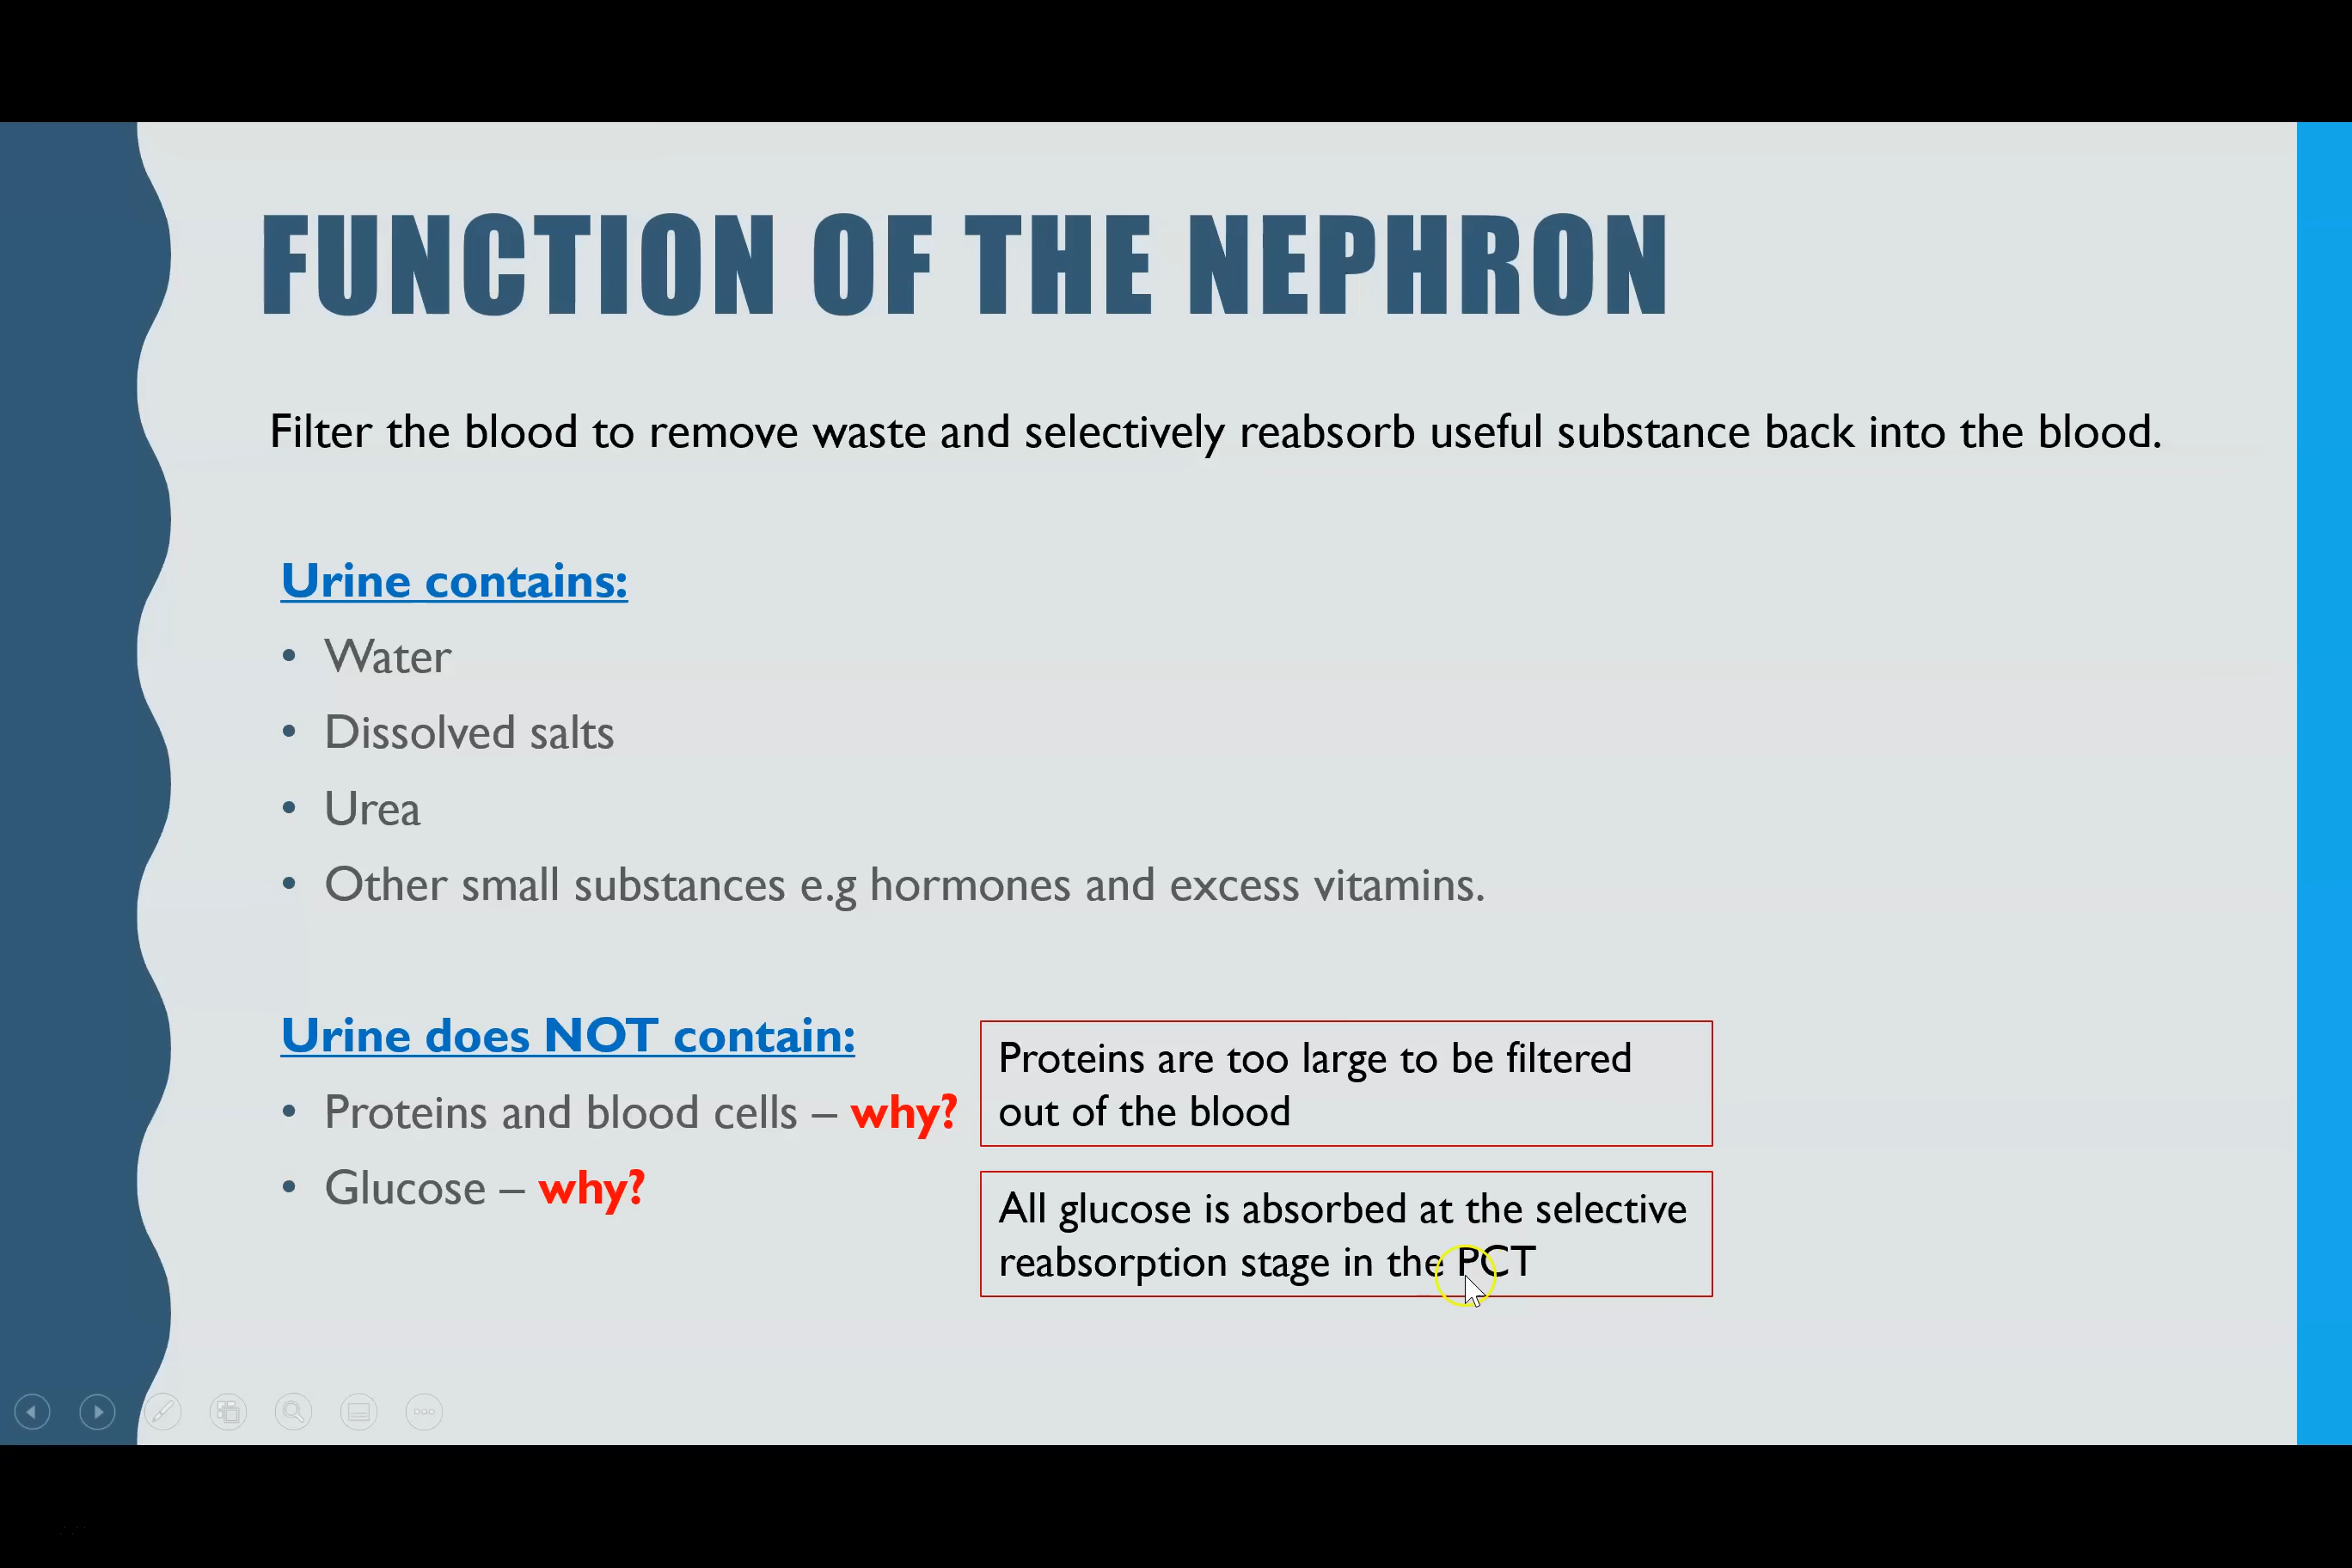 FUNCTION OF THE NEPHRON
Filter the blood to remove waste and selectively reabsorb useful substance back into the blood.
Urine contains:
• Water
• Dissolved salts
• Urea
• Other small substances e.g hormones and excess vitamins.
Urine does NOT contain:
• Proteins and blood cells – why?
• Glucose – why?
Proteins are too large to be filtered
out of the blood
All glucose is absorbed at the selective
reabsorption stage in the PCT